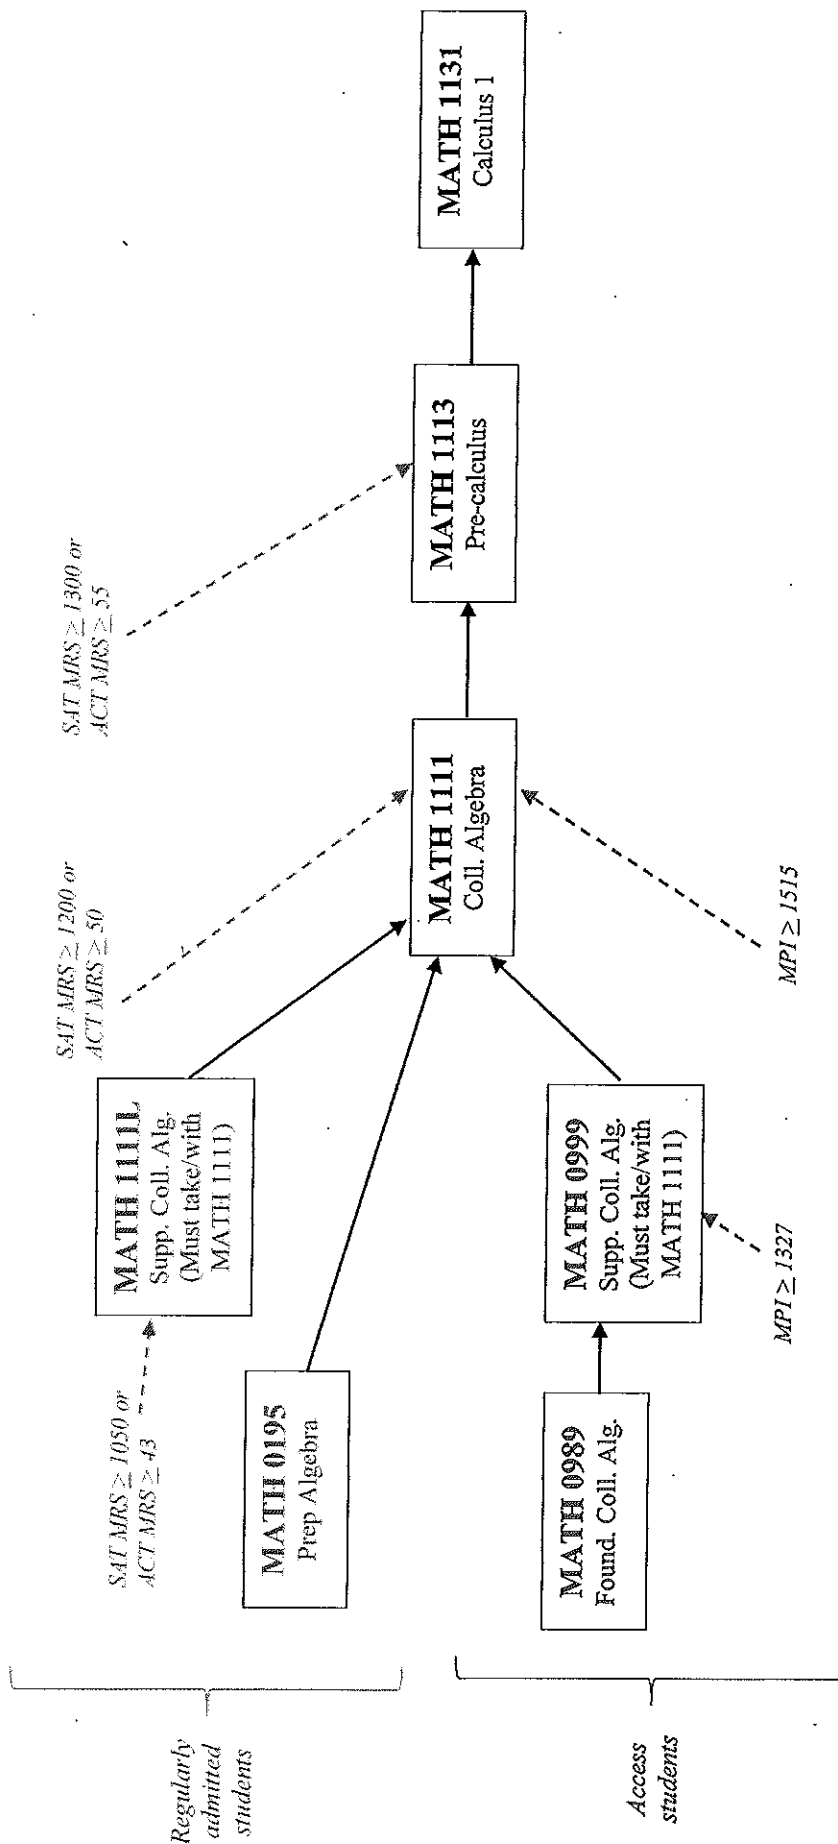 Regularly
admitted
students
SAT MRS ≥ 1050 or
ACT MRS ≥ 43
MATH 1111L
Supp. Coll. Alg.
(Must take/with
MATH 1111)
SAT MRS ≥ 1200 or
ACT MRS ≥ 50
SAT MRS ≥ 1300 or
ACT MRS ≥ 55
MATH 0195
Prep Algebra
MATH 1111
Coll. Algebra
MATH 1113
Pre-calculus
MATH 1131
Calculus 1
Access
students
MATH 0989
Found. Coll. Alg.
MATH 0999
Supp. Coll. Alg.
(Must take/with
MATH 1111)
MPI ≥ 1327
MPI ≥ 1515